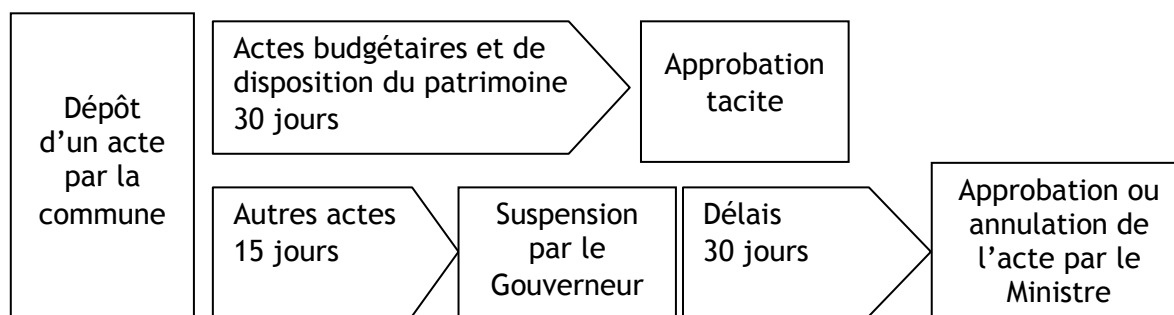 Dépôt
d’un acte
par la
commune
Actes budgétaires et de
disposition du patrimoine
30 jours
Approbation
tacite
Autres actes
15 jours
Suspension
par le
Gouverneur
Délais
30 jours
Approbation ou
annulation de
l’acte par le
Ministre